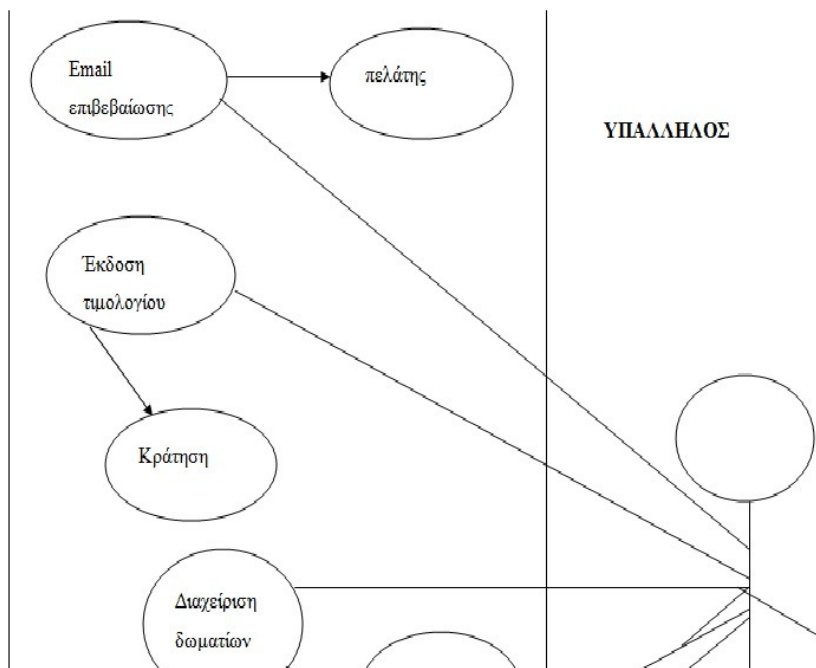 Email
επιβεβαίωσης
πελάτης
ΥΠΑΛΛΗΛΟΣ
Έκδοση
τιμολογίου
Κράτηση
Διαχείριση
δωματίων